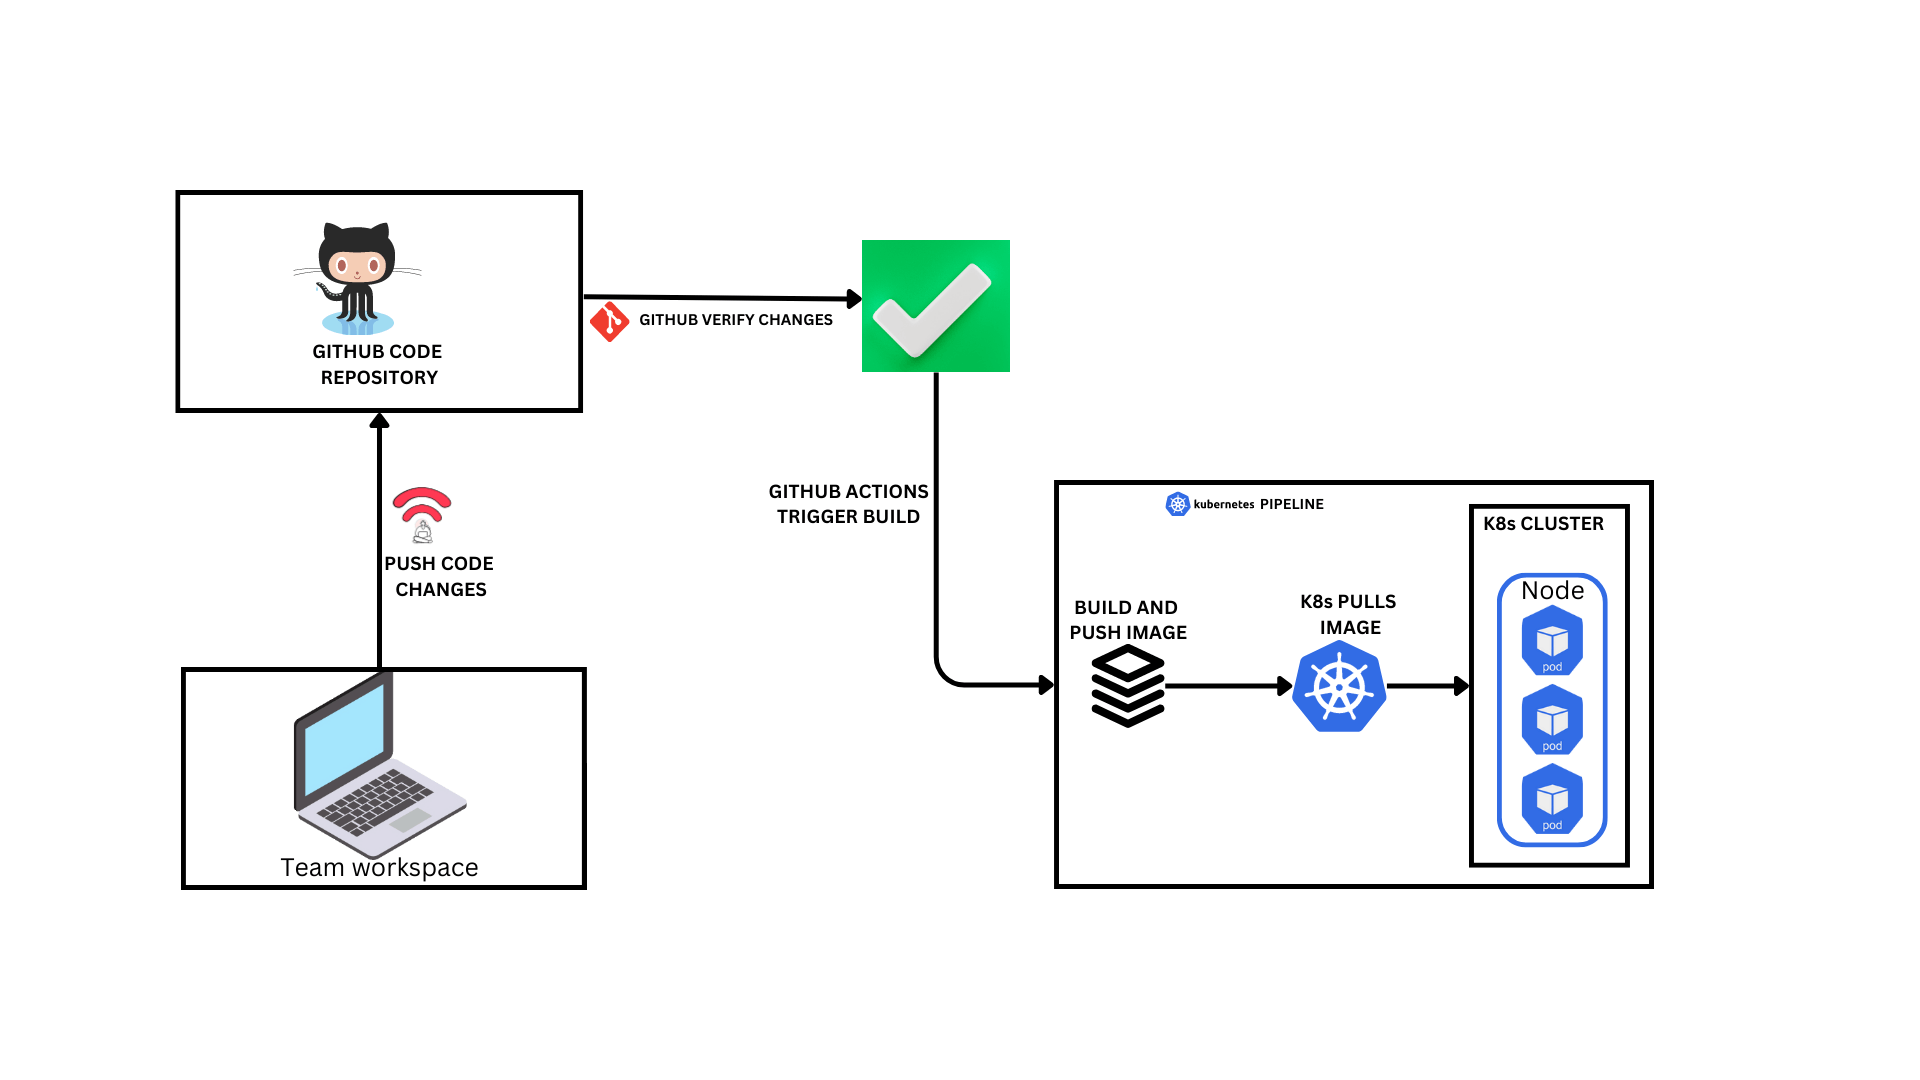 GITHUB CODE
REPOSITORY
GITHUB VERIFY CHANGES
PUSH CODE
CHANGES
Team workspace
GITHUB ACTIONS
TRIGGER BUILD
kubernetes PIPELINE
BUILD AND
PUSH IMAGE
K8s PULLS
IMAGE
K8s CLUSTER
Node
pod
pod
pod